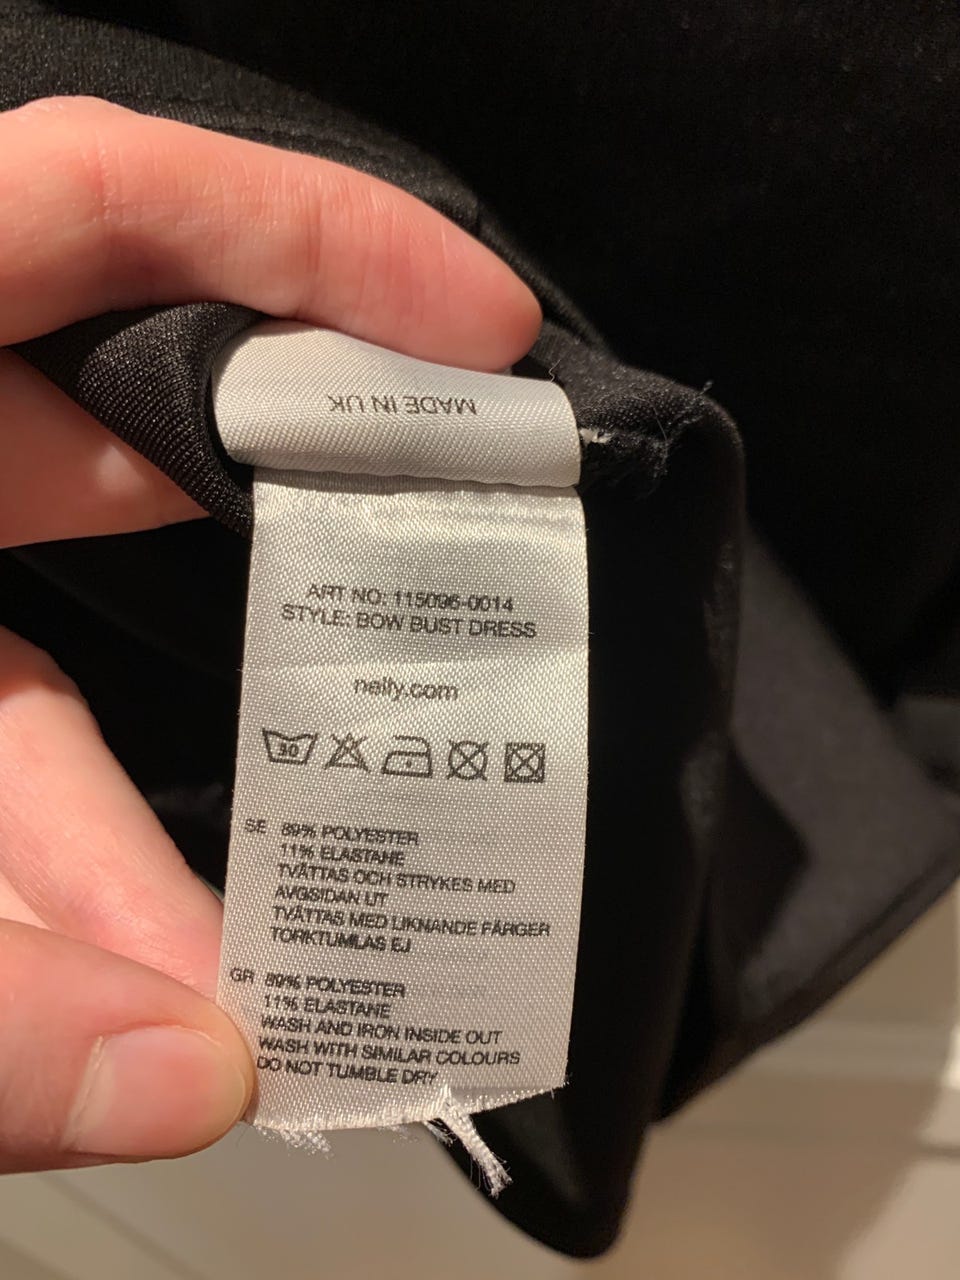 MADE IN UK
ART NO: 115096-0014
STYLE: BOW BUST DRESS
nelly.com
30
SE 89% POLYESTER
11% ELASTANE
TVÄTTAS OCH STRYKES MED
AVGSIDAN UT
TVÄTTAS MED LIKNANDE FÄRGER
TORKTUMLAS EJ
GR 89% POLYESTER
11% ELASTANE
WASH AND IRON INSIDE OUT
WASH WITH SIMILAR COLOURS
DO NOT TUMBLE DRY